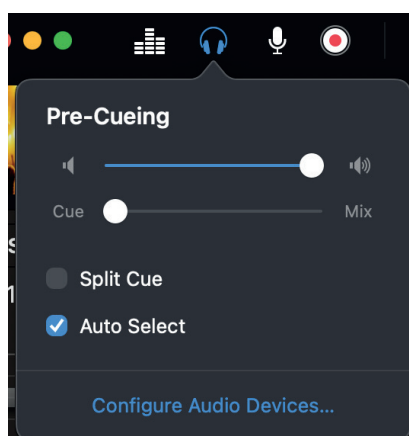 Pre-Cueing
Cue Mix
Split Cue
Auto Select
Configure Audio Devices...